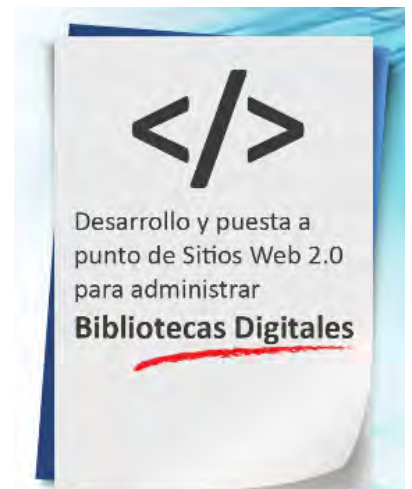 </>
Desarrollo y puesta a
punto de Sitios Web 2.0
para administrar
Bibliotecas Digitales